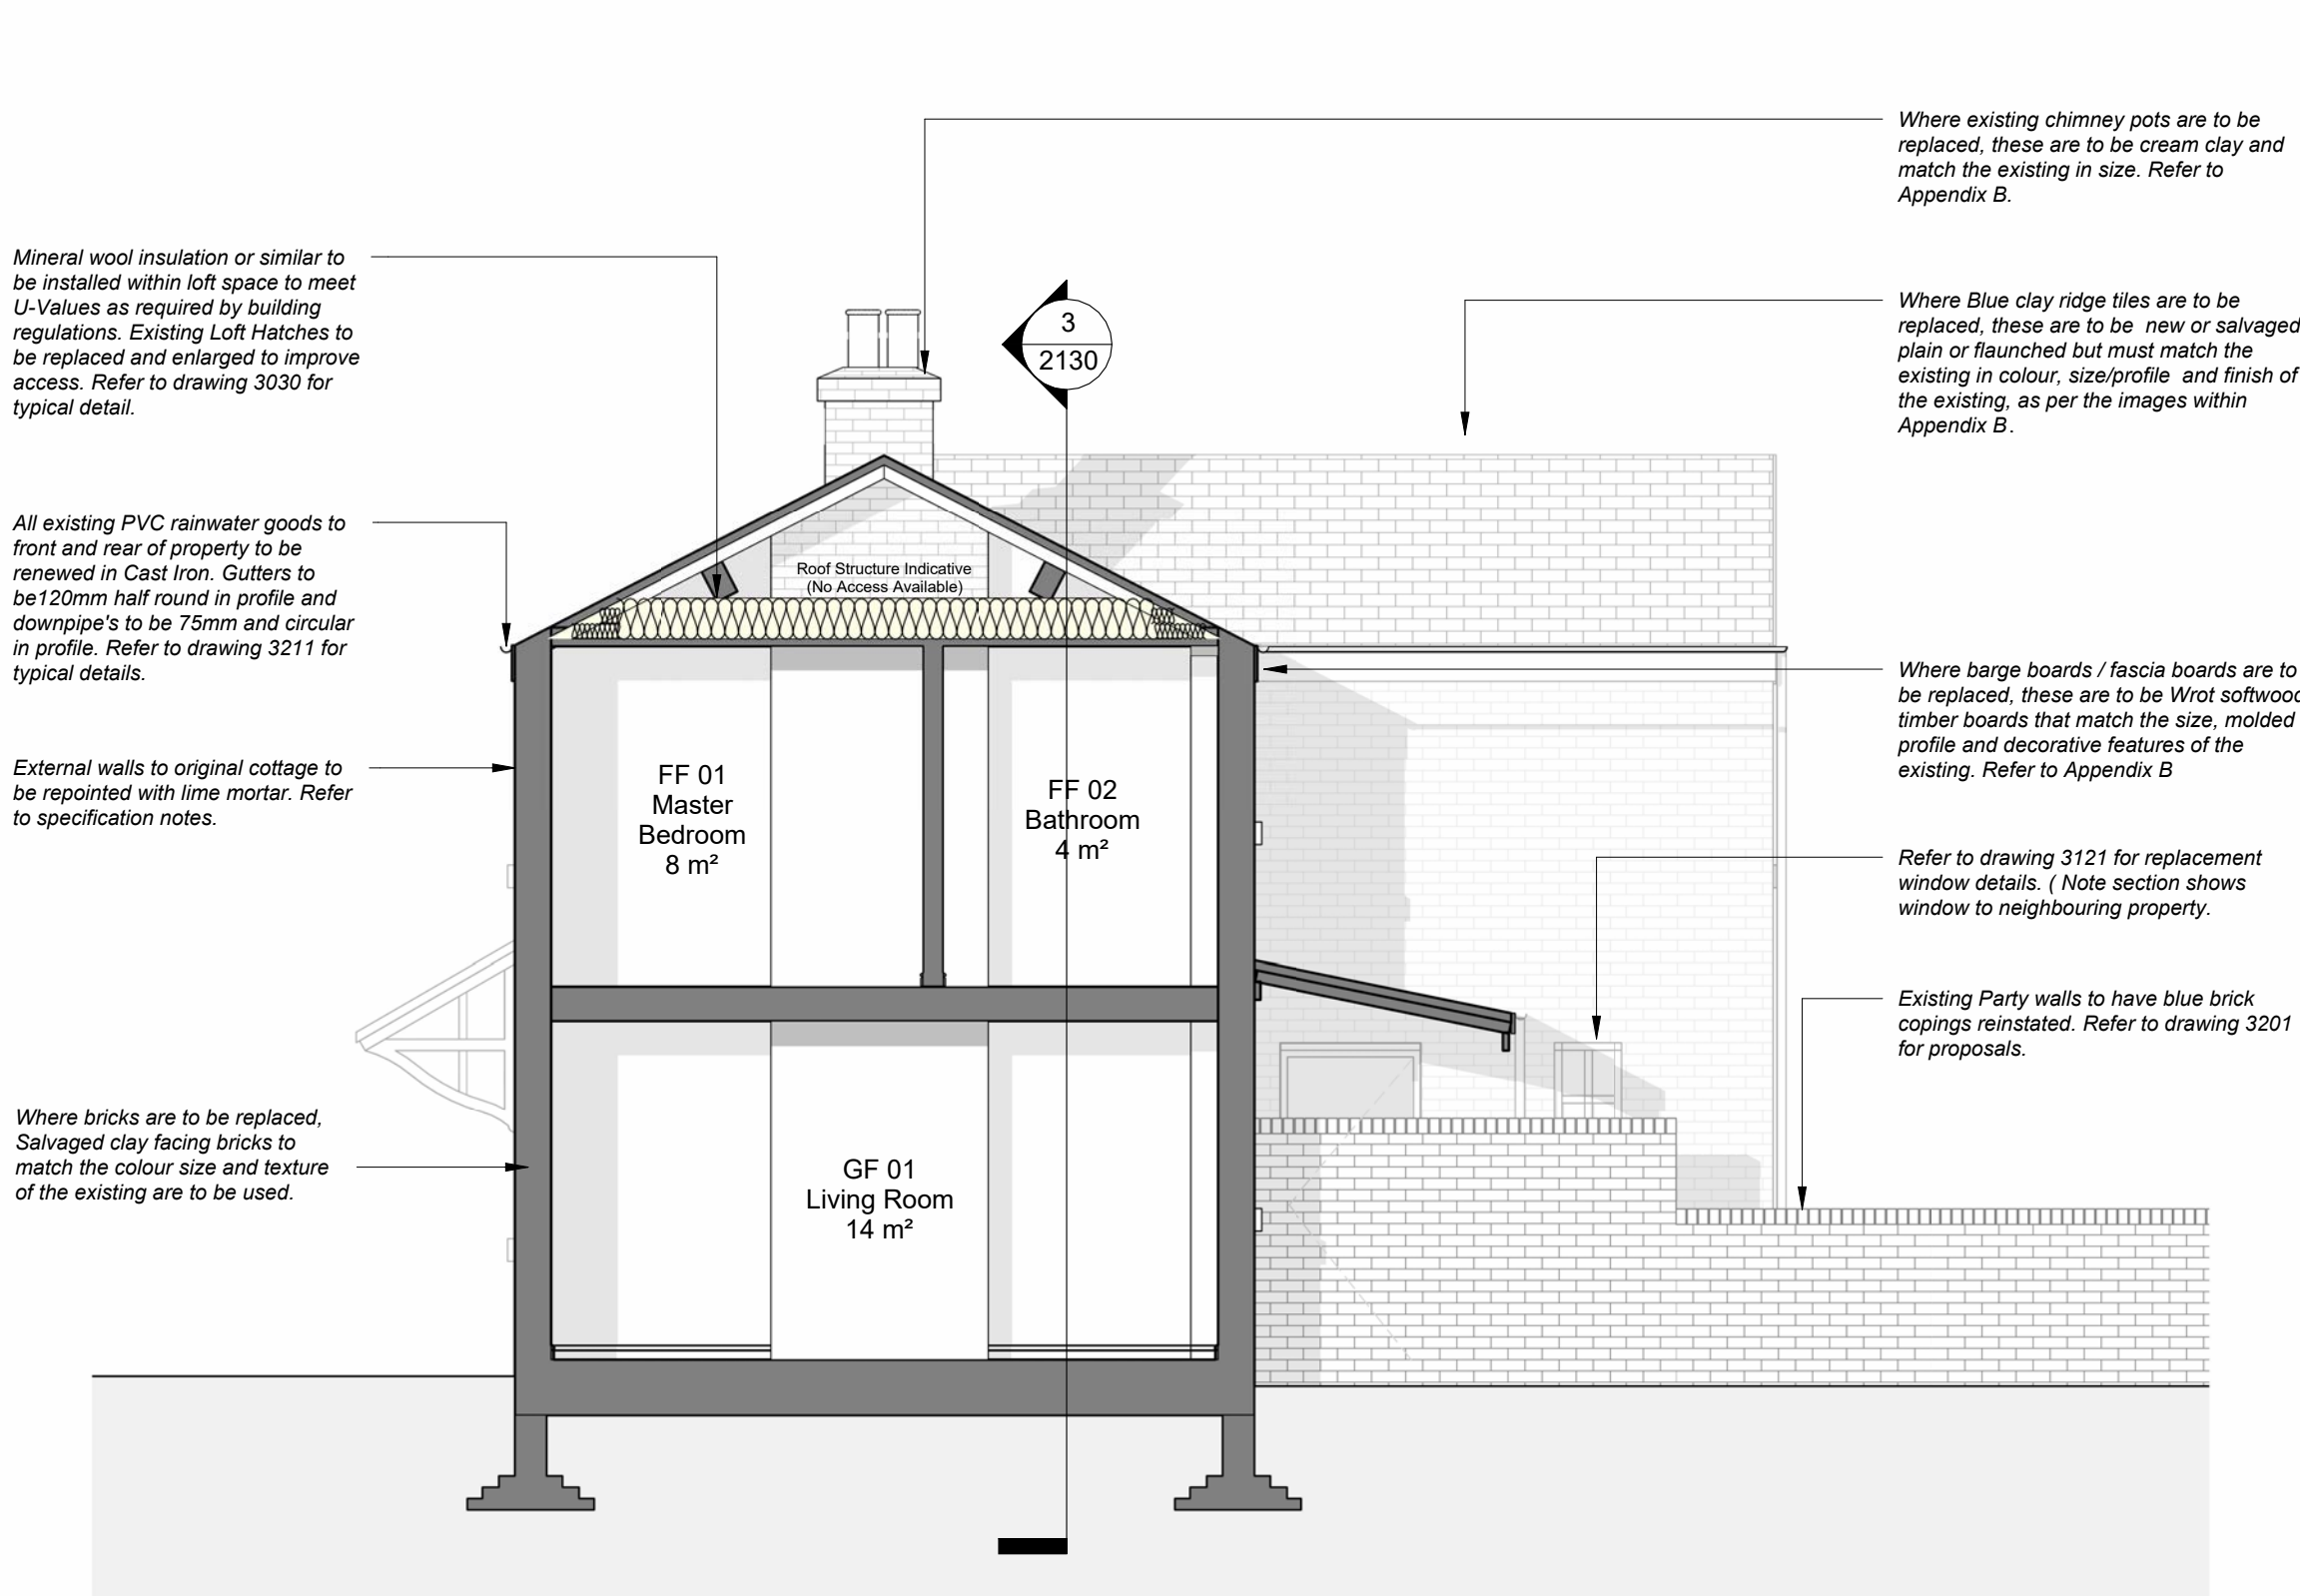 Where existing chimney pots are to be
replaced, these are to be cream clay and
match the existing in size. Refer to
Appendix B.
Mineral wool insulation or similar to
be installed within loft space to meet
U-Values as required by building
regulations. Existing Loft Hatches to
be replaced and enlarged to improve
access. Refer to drawing 3030 for
typical detail.
3
2130
Where Blue clay ridge tiles are to be
replaced, these are to be new or salvaged
plain or flaunched but must match the
existing in colour, size/profile and finish of
the existing, as per the images within
Appendix B.
All existing PVC rainwater goods to
front and rear of property to be
renewed in Cast Iron. Gutters to
be120mm half round in profile and
downpipe's to be 75mm and circular
in profile. Refer to drawing 3211 for
typical details.
Roof Structure Indicative
(No Access Available)
Where barge boards / fascia boards are to
be replaced, these are to be Wrot softwood
timber boards that match the size, molded
profile and decorative features of the
existing. Refer to Appendix B
External walls to original cottage to
be repointed with lime mortar. Refer
to specification notes.
FF 01
Master
Bedroom
8 m²
FF 02
Bathroom
4 m²
Refer to drawing 3121 for replacement
window details. ( Note section shows
window to neighbouring property.
Existing Party walls to have blue brick
copings reinstated. Refer to drawing 3201
for proposals.
Where bricks are to be replaced,
Salvaged clay facing bricks to
match the colour size and texture
of the existing are to be used.
GF 01
Living Room
14 m²